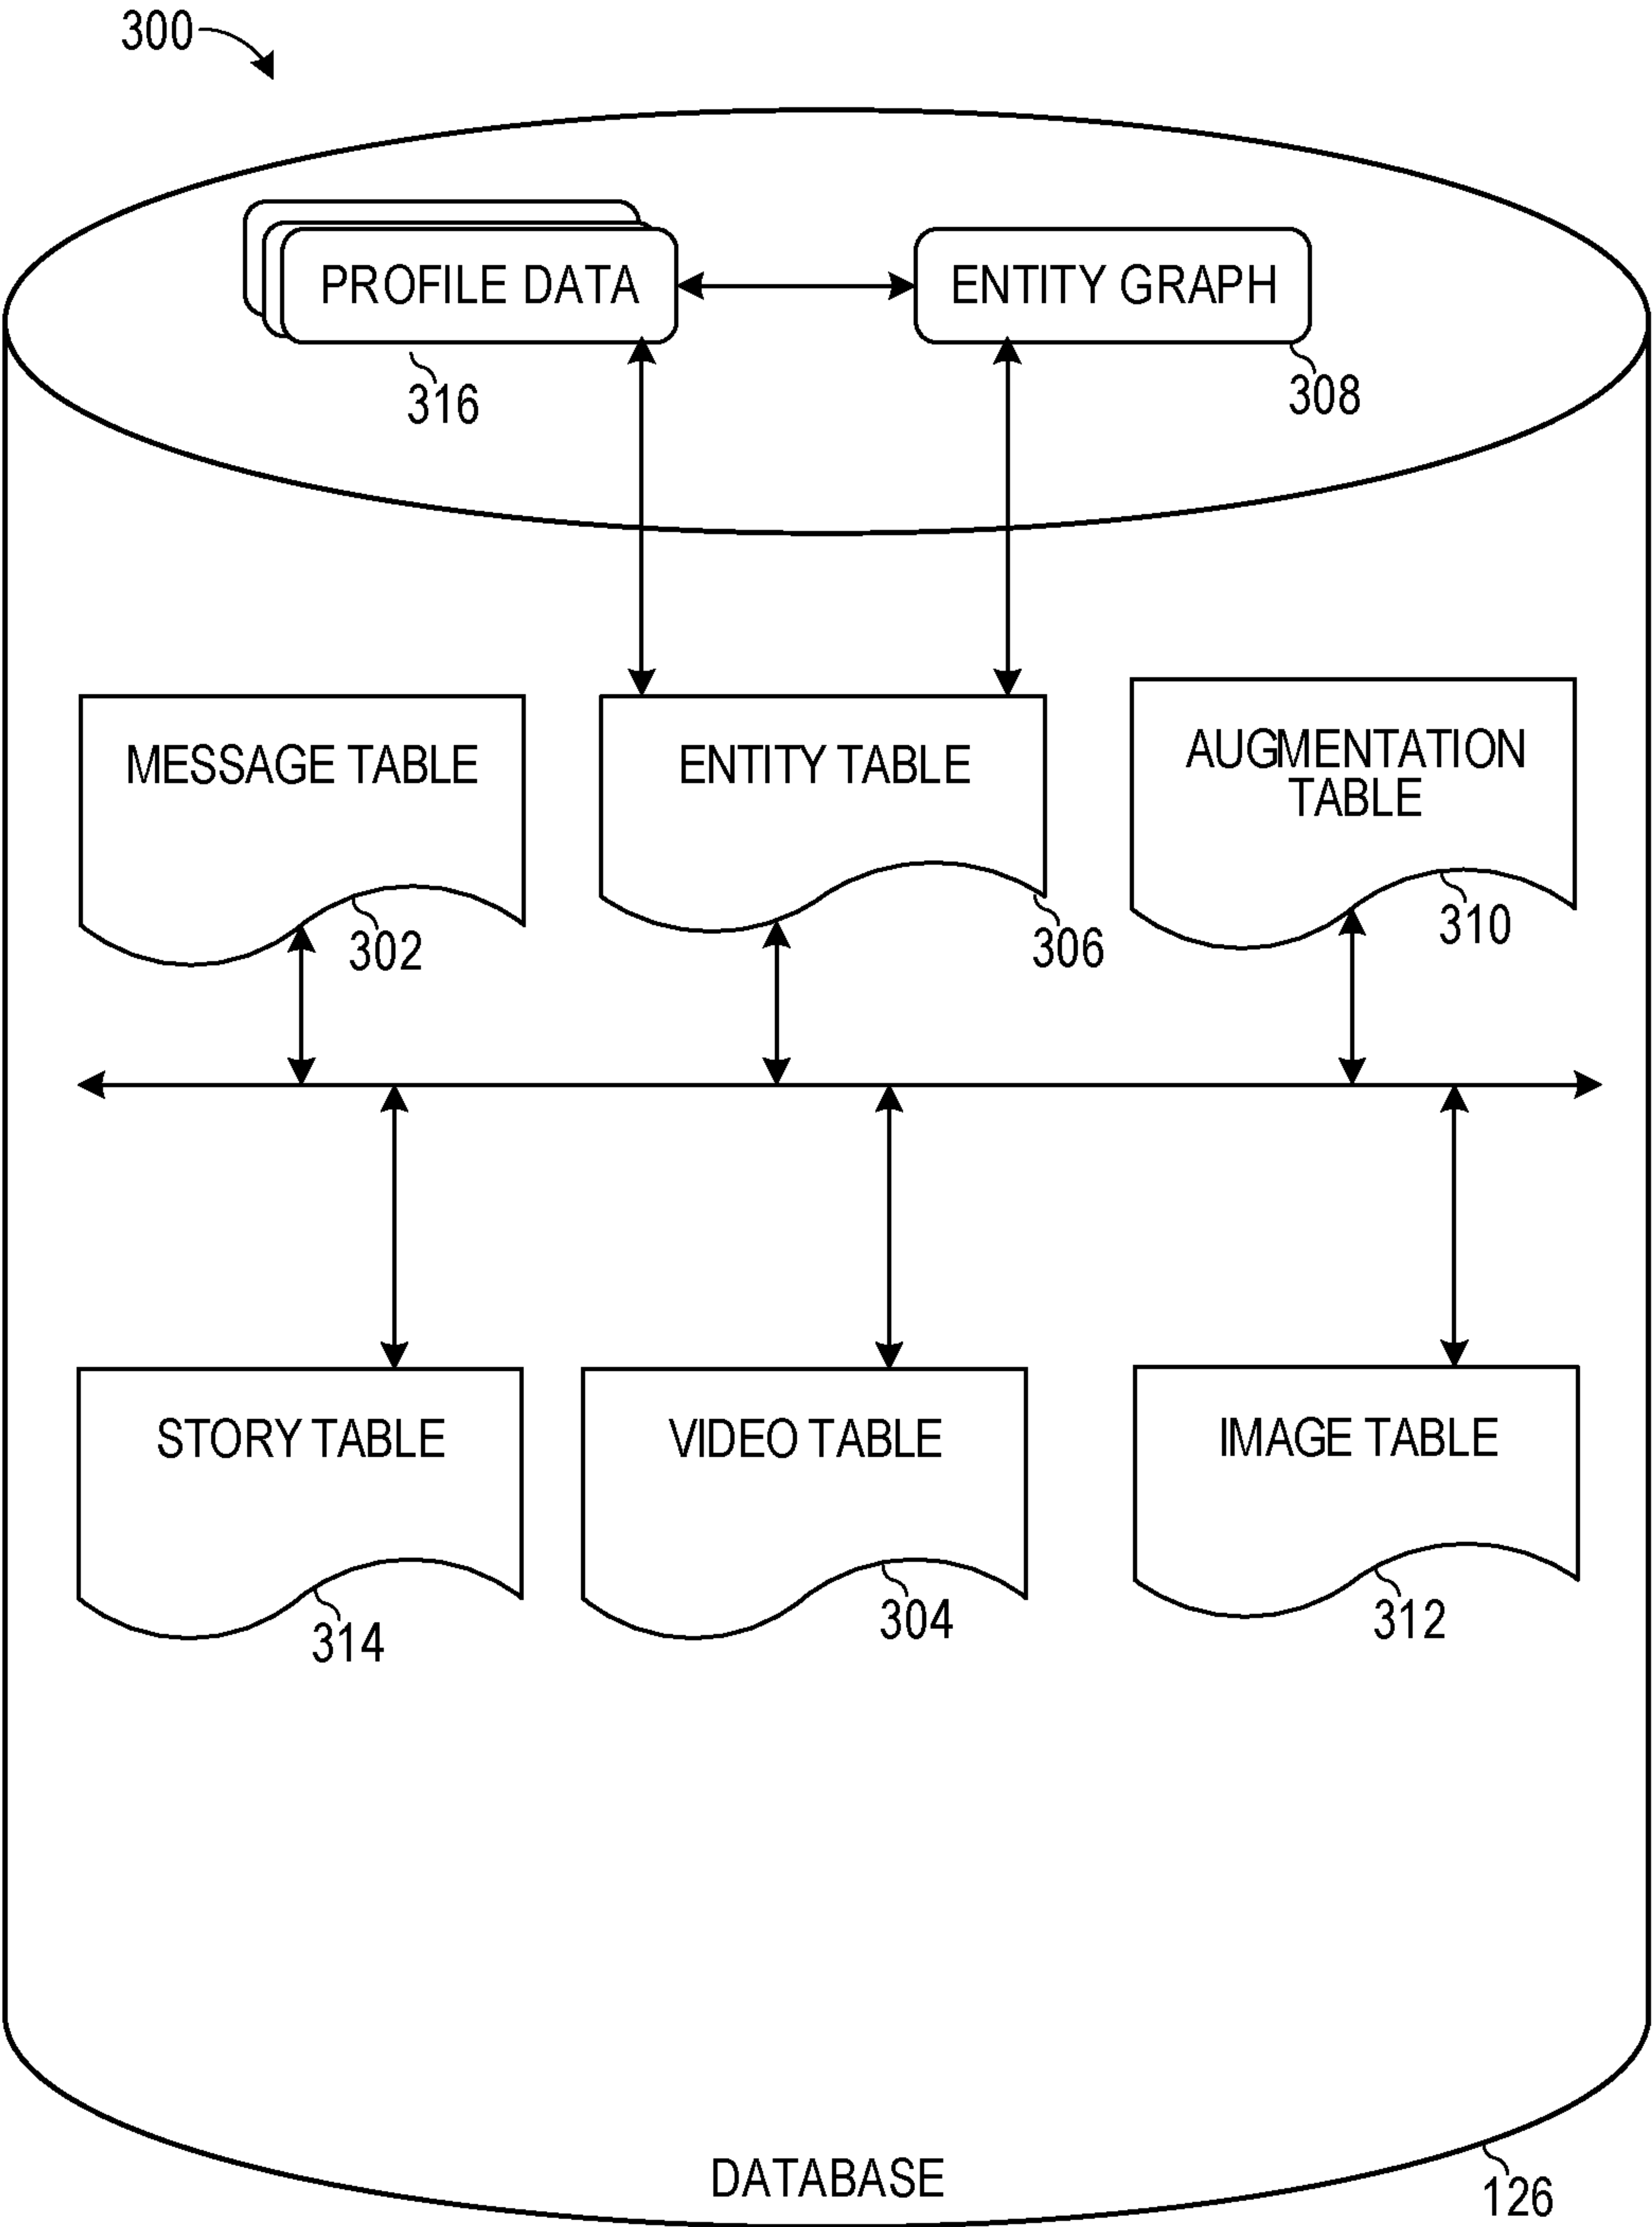 300
PROFILE DATA
ENTITY GRAPH
316
308
MESSAGE TABLE
ENTITY TABLE
AUGMENTATION
TABLE
302
306
310
STORY TABLE
VIDEO TABLE
IMAGE TABLE
314
304
312
DATABASE
126